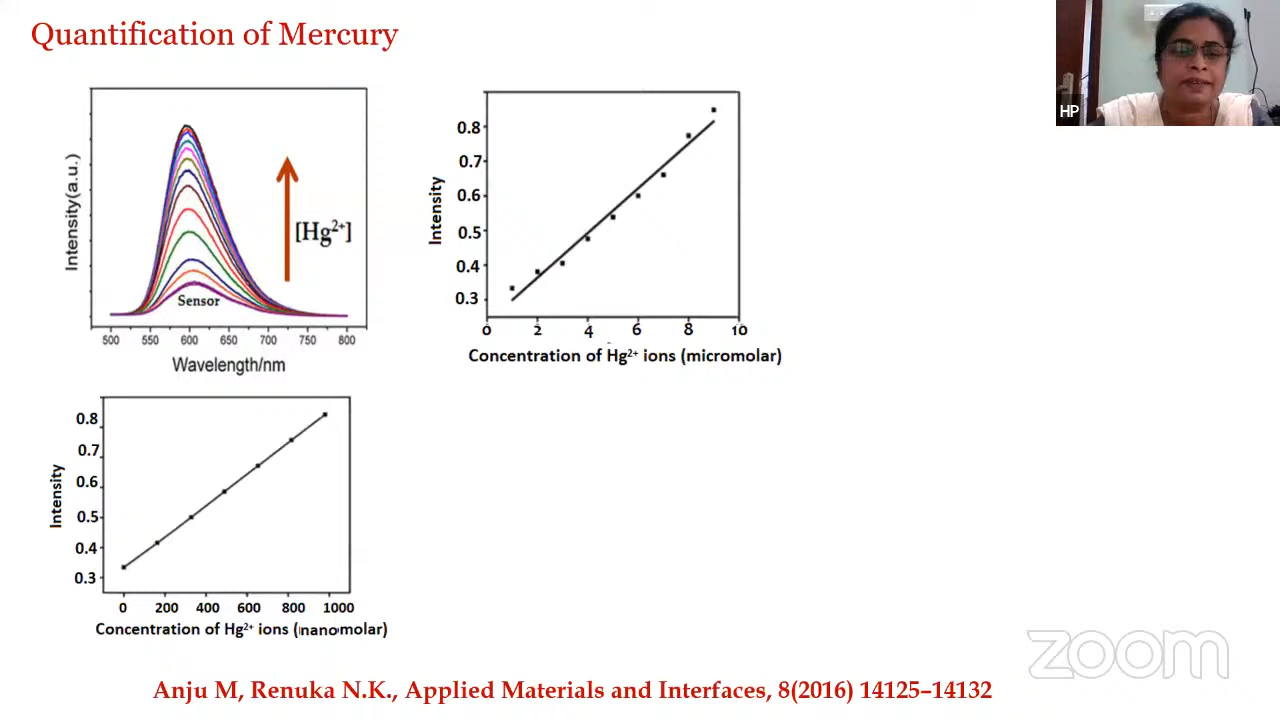 Quantification of Mercury
HP
Intensity(a.u.)
[Hg²⁺]
Sensor
500 550 600 650 700 750 800
Wavelength/nm
Intensity
0.8
0.7
0.6
0.5
0.4
0.3
0 2 4 6 8 10
Concentration of Hg²⁺ ions (micromolar)
Intensity
0.8
0.7
0.6
0.5
0.4
0.3
0 200 400 600 800 1000
Concentration of Hg²⁺ ions (nanomolar)
zoom
Anju M, Renuka N.K., Applied Materials and Interfaces, 8(2016) 14125–14132